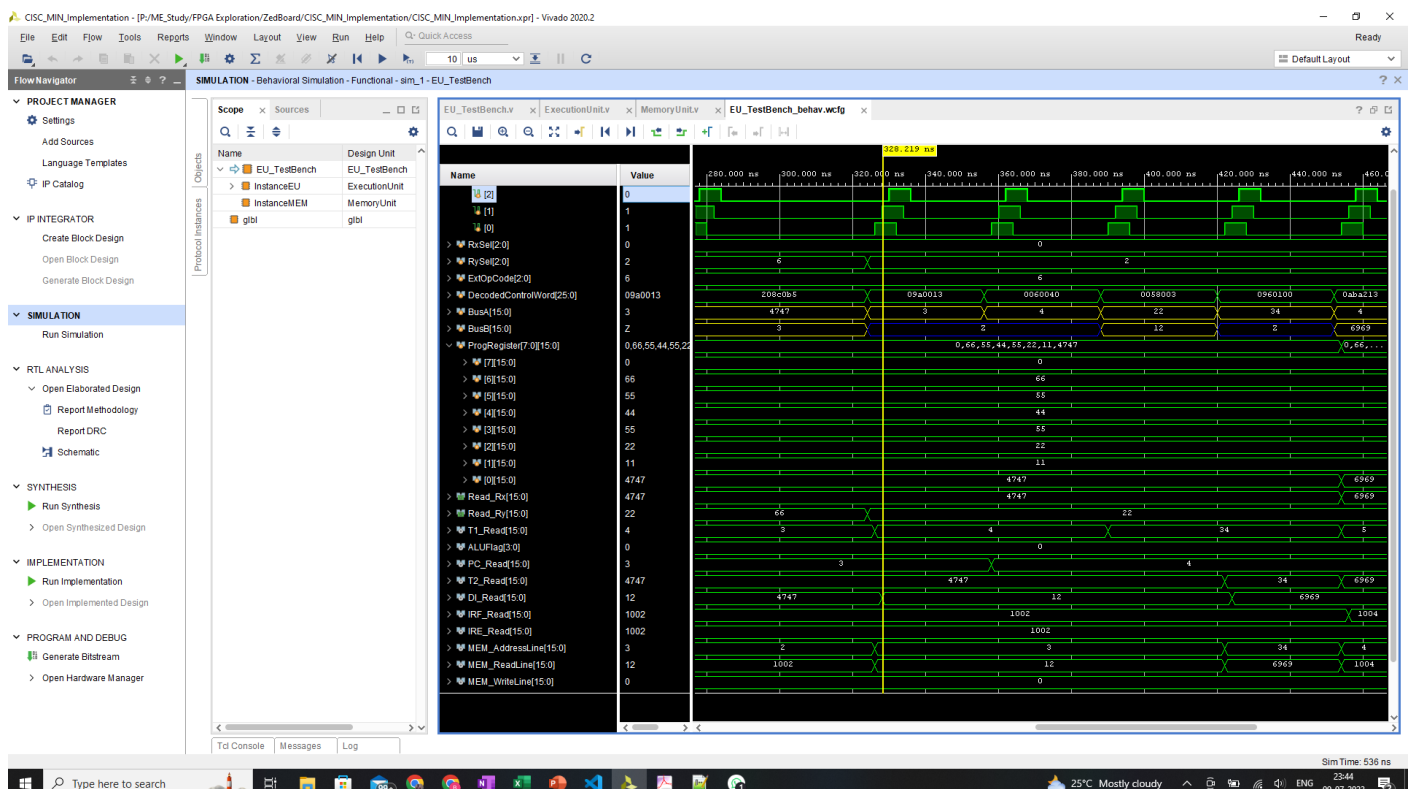 CISC_MIN_Implementation - [P:/ME_Study/FPGA Exploration/ZedBoard/CISC_MIN_Implementation/CISC_MIN_Implementation.xpr] - Vivado 2020.2
File Edit Flow Tools Reports Window Layout View Run Help Quick Access Ready
10 us Default Layout
Flow Navigator SIMULATION - Behavioral Simulation - Functional - sim_1 - EU_TestBench
PROJECT MANAGER
Settings
Add Sources
Language Templates
IP Catalog
IP INTEGRATOR
Create Block Design
Open Block Design
Generate Block Design
SIMULATION
Run Simulation
RTL ANALYSIS
Open Elaborated Design
Report Methodology
Report DRC
Schematic
SYNTHESIS
Run Synthesis
Open Synthesized Design
IMPLEMENTATION
Run Implementation
Open Implemented Design
PROGRAM AND DEBUG
Generate Bitstream
Open Hardware Manager
Objects
Protocol Instances
Scope Sources
Name Design Unit
EU_TestBench EU_TestBench
InstanceEU ExecutionUnit
InstanceMEM MemoryUnit
glbl glbl
EU_TestBench.v ExecutionUnit.v MemoryUnit.v EU_TestBench_behav.wcfg
328.219 ns
Name Value 280.000 ns 300.000 ns 320.000 ns 340.000 ns 360.000 ns 380.000 ns 400.000 ns 420.000 ns 440.000 ns 460.0
[2] 0
[1] 1
[0] 1
RxSel[2:0] 0 0
RySel[2:0] 2 6 2
ExtOpCode[2:0] 6 6
DecodedControlWord[25:0] 09a0013 208c0b5 09a0013 0060040 0058003 0960100 0aba213
BusA[15:0] 3 4747 3 4 22 34 4
BusB[15:0] Z 3 Z 12 Z 6969
ProgRegister[7:0][15:0] 0,66,55,44,55,22 0,66,55,44,55,22,11,4747 0,66,...
[7][15:0] 0 0
[6][15:0] 66 66
[5][15:0] 55 55
[4][15:0] 44 44
[3][15:0] 55 55
[2][15:0] 22 22
[1][15:0] 11 11
[0][15:0] 4747 4747 6969
Read_Rx[15:0] 4747 4747 6969
Read_Ry[15:0] 22 66 22
T1_Read[15:0] 4 3 4 34 5
ALUFlag[3:0] 0 0
PC_Read[15:0] 3 3 4
T2_Read[15:0] 4747 4747 34 6969
DI_Read[15:0] 12 4747 12 6969
IRF_Read[15:0] 1002 1002 1004
IRE_Read[15:0] 1002 1002
MEM_AddressLine[15:0] 3 2 3 34 4
MEM_ReadLine[15:0] 12 1002 12 6969 1004
MEM_WriteLine[15:0] 0 0
Tcl Console Messages Log
Sim Time: 536 ns
Type here to search 99+ 25°C Mostly cloudy ENG 23:44